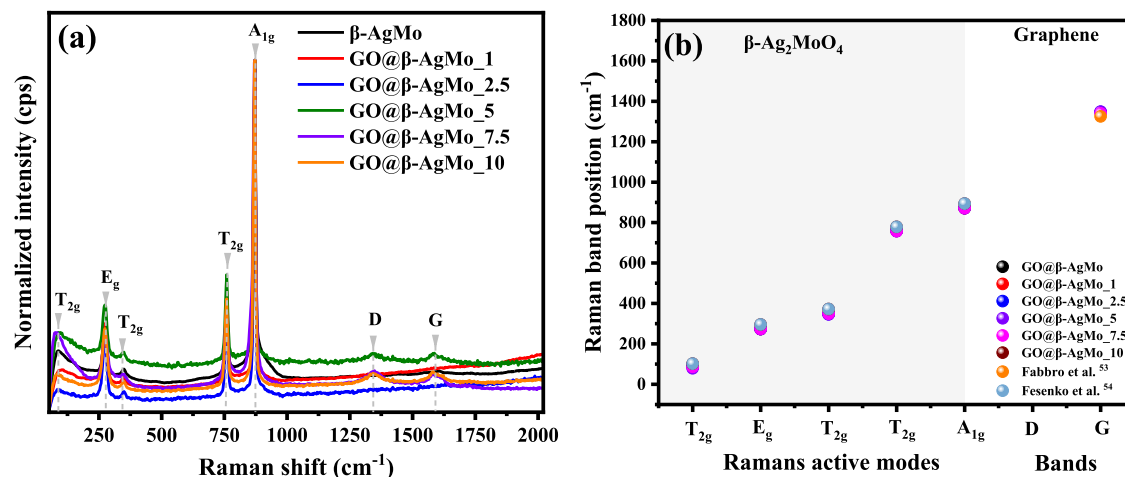 (a)
A1g
β-AgMo
GO@β-AgMo_1
GO@β-AgMo_2.5
GO@β-AgMo_5
GO@β-AgMo_7.5
GO@β-AgMo_10
T2g
Eg
T2g
T2g
D
G
Normalized intensity (cps)
250 500 750 1000 1250 1500 1750 2000
Raman shift (cm-1)
(b)
β-Ag2MoO4
Graphene
1800
1600
1400
1200
1000
800
600
400
200
0
Raman band position (cm-1)
GO@β-AgMo
GO@β-AgMo_1
GO@β-AgMo_2.5
GO@β-AgMo_5
GO@β-AgMo_7.5
GO@β-AgMo_10
Fabbro et al. 53
Fesenko et al. 54
T2g Eg T2g T2g A1g D G
Ramans active modes Bands